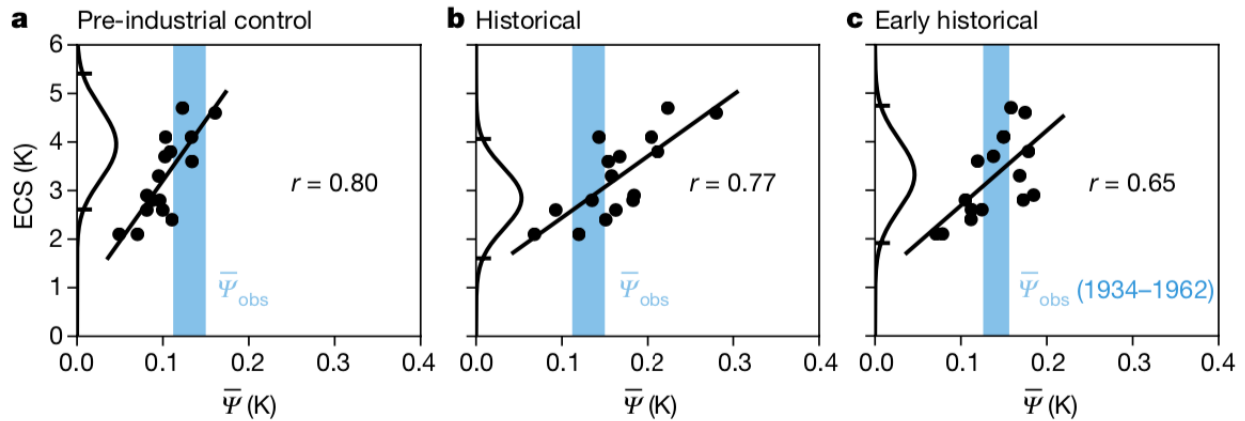 a Pre-industrial control
b Historical
c Early historical
ECS (K)
6
5
4
3
2
1
0
r = 0.80
Ψ̅obs
0.0 0.1 0.2 0.3 0.4
Ψ̅ (K)
r = 0.77
Ψ̅obs
0.0 0.1 0.2 0.3 0.4
Ψ̅ (K)
r = 0.65
Ψ̅obs (1934–1962)
0.0 0.1 0.2 0.3 0.4
Ψ̅ (K)